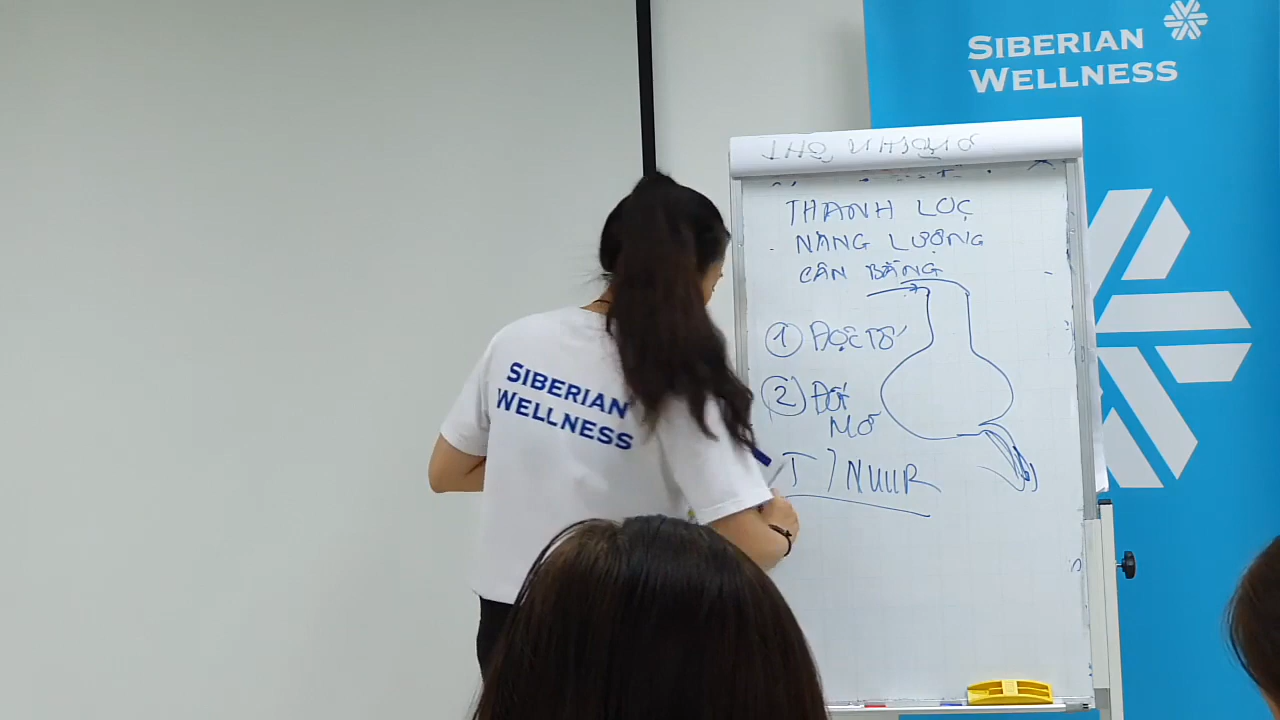 SIBERIAN
WELLNESS
THANH LỌC
NĂNG LƯỢNG
CÂN BẰNG
① ĐỘC TỐ
② ĐỐT
MỠ
SIBERIAN
WELLNESS